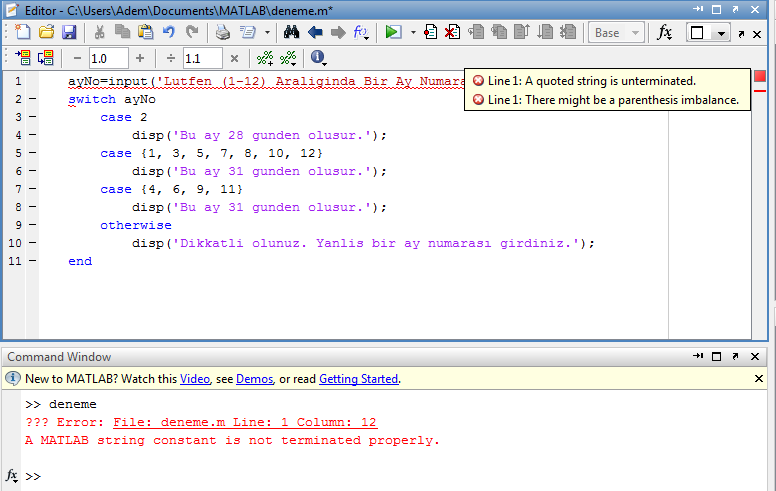 Editor - C:\Users\Adem\Documents\MATLAB\deneme.m*
Base
fx
1.0
1.1
1 ayNo=input('Lutfen (1-12) Araliginda Bir Ay Numara
Line 1: A quoted string is unterminated.
Line 1: There might be a parenthesis imbalance.
2 – switch ayNo
3 – case 2
4 – disp('Bu ay 28 gunden olusur.');
5 – case {1, 3, 5, 7, 8, 10, 12}
6 – disp('Bu ay 31 gunden olusur.');
7 – case {4, 6, 9, 11}
8 – disp('Bu ay 31 gunden olusur.');
9 – otherwise
10 – disp('Dikkatli olunuz. Yanlis bir ay numarası girdiniz.');
11 – end
Command Window
New to MATLAB? Watch this Video, see Demos, or read Getting Started.
>> deneme
??? Error: File: deneme.m Line: 1 Column: 12
A MATLAB string constant is not terminated properly.
fx >>